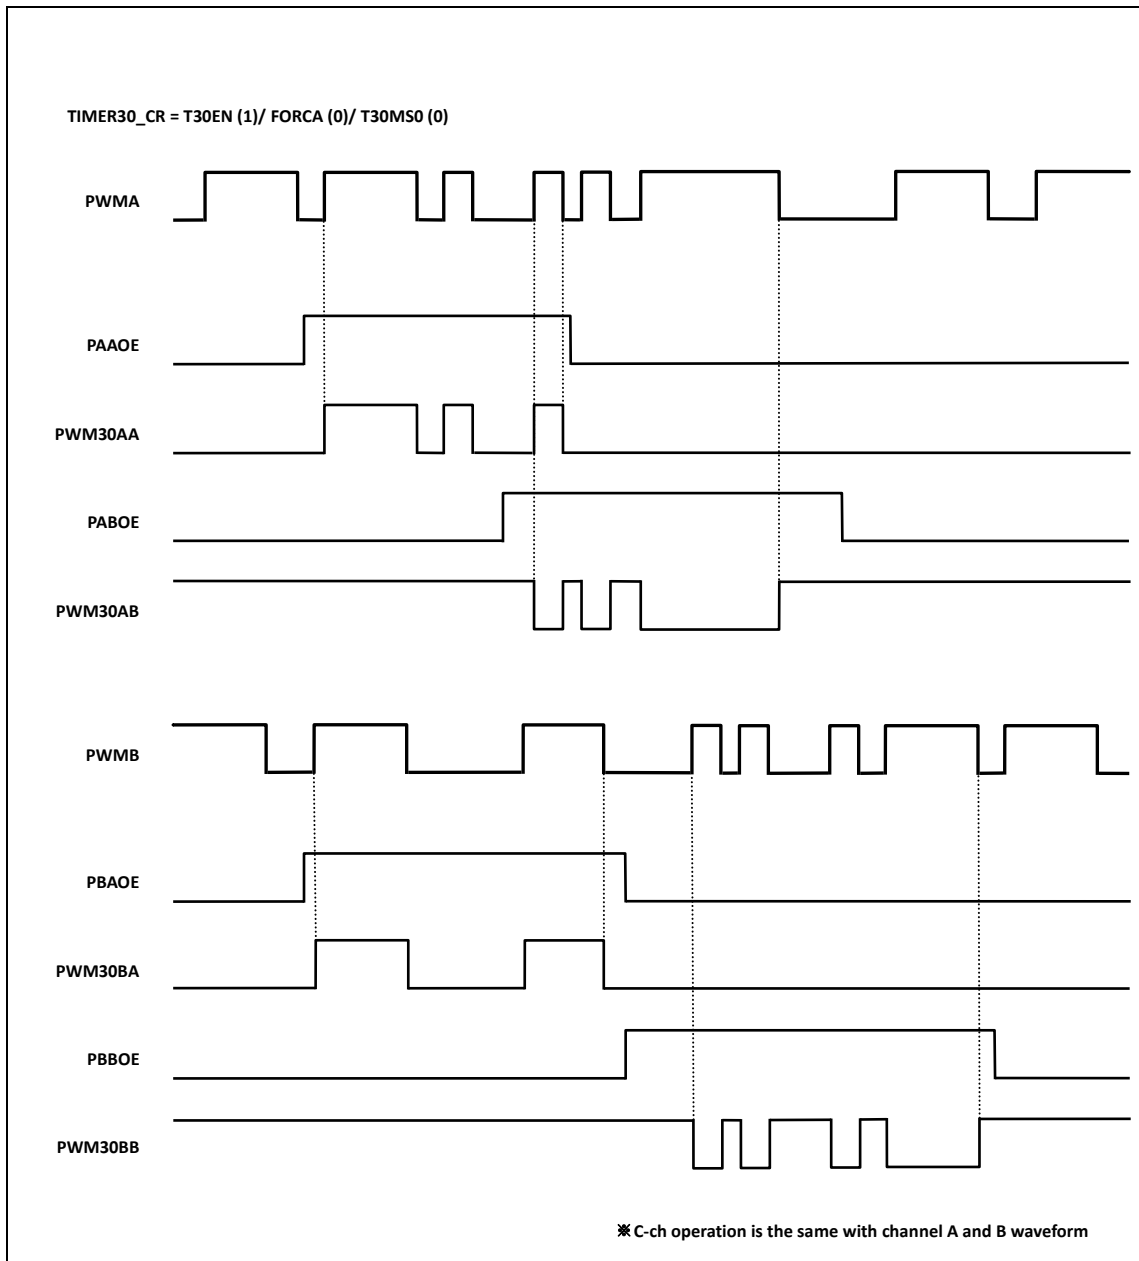 TIMER30_CR = T30EN (1)/ FORCA (0)/ T30MS0 (0)
PWMA
PAAOE
PWM30AA
PABOE
PWM30AB
PWMB
PBAOE
PWM30BA
PBBOE
PWM30BB
※ C-ch operation is the same with channel A and B waveform